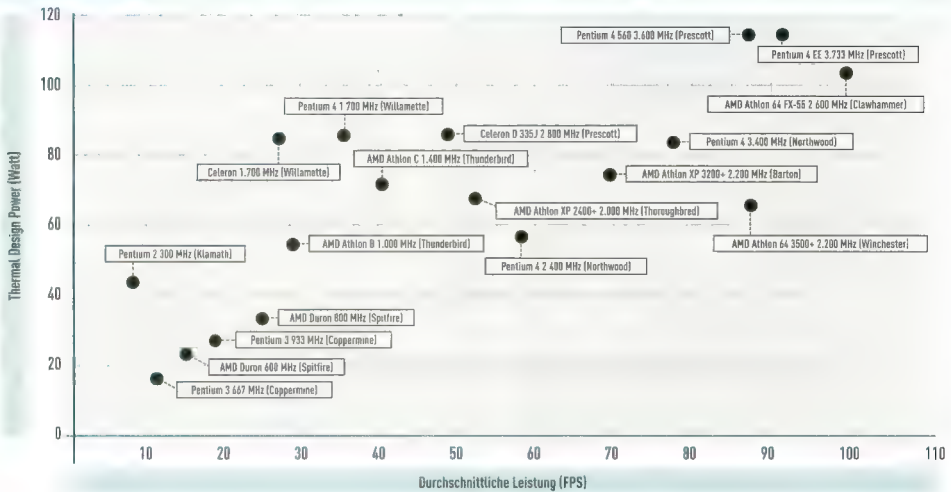 120
Pentium 4 560 3.600 MHz (Prescott)
Pentium 4 EE 3.733 MHz (Prescott)
100
Pentium 4 1 700 MHz (Willamette)
AMD Athlon 64 FX-55 2 600 MHz (Clawhammer)
Celeron D 335J 2 800 MHz (Prescott)
Pentium 4 3.400 MHz (Northwood)
80
AMD Athlon C 1.400 MHz (Thunderbird)
Celeron 1.700 MHz (Willamette)
AMD Athlon XP 3200+ 2.200 MHz (Barton)
AMD Athlon XP 2400+ 2.000 MHz (Thoroughbred)
60
AMD Athlon B 1.000 MHz (Thunderbird)
AMD Athlon 64 3500+ 2.200 MHz (Winchester)
Pentium 2 300 MHz (Klamath)
Pentium 4 2 400 MHz (Northwood)
40
AMD Duron 800 MHz (Spitfire)
Pentium 3 933 MHz (Coppermine)
20
AMD Duron 600 MHz (Spitfire)
Pentium 3 667 MHz (Coppermine)
0
Thermal Design Power (Watt)
10 20 30 40 50 60 70 80 90 100 110
Durchschnittliche Leistung (FPS)